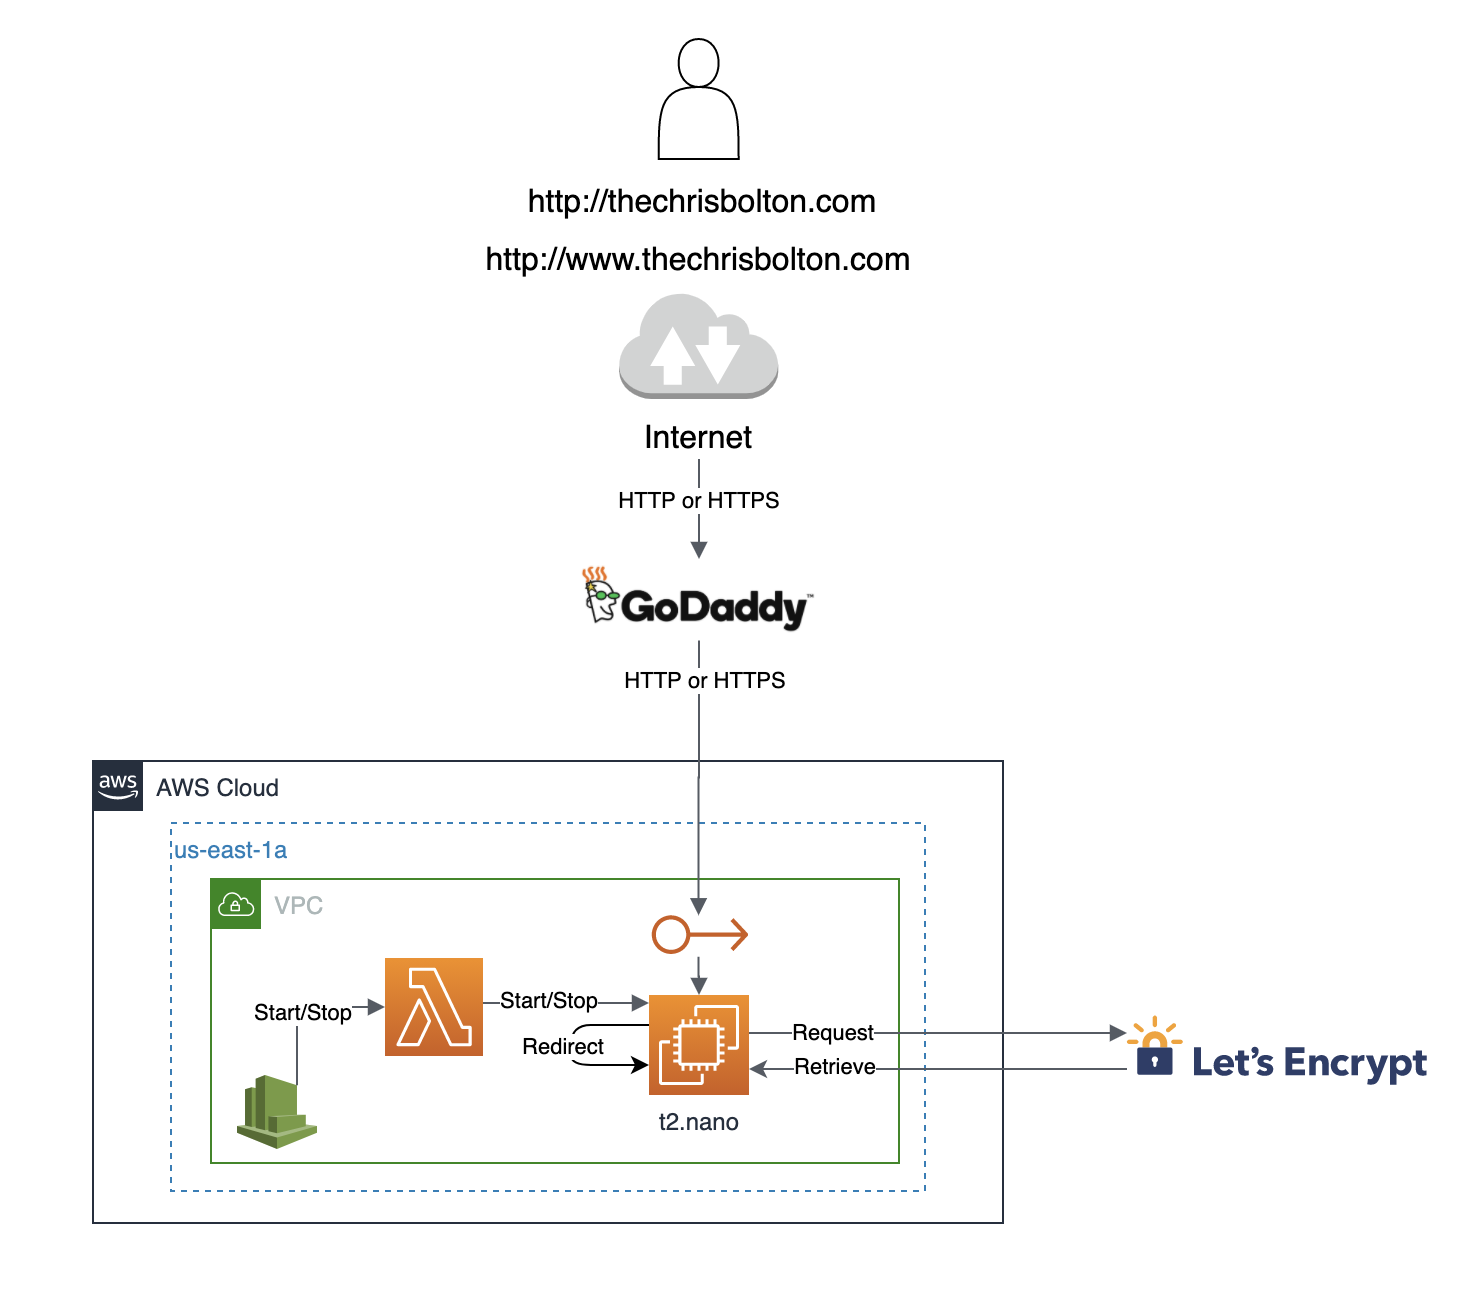 http://thechrisbolton.com
http://www.thechrisbolton.com
Internet
HTTP or HTTPS
GoDaddy™
HTTP or HTTPS
aws
AWS Cloud
us-east-1a
VPC
Start/Stop
Start/Stop
Redirect
Request
Retrieve
Let's Encrypt
t2.nano